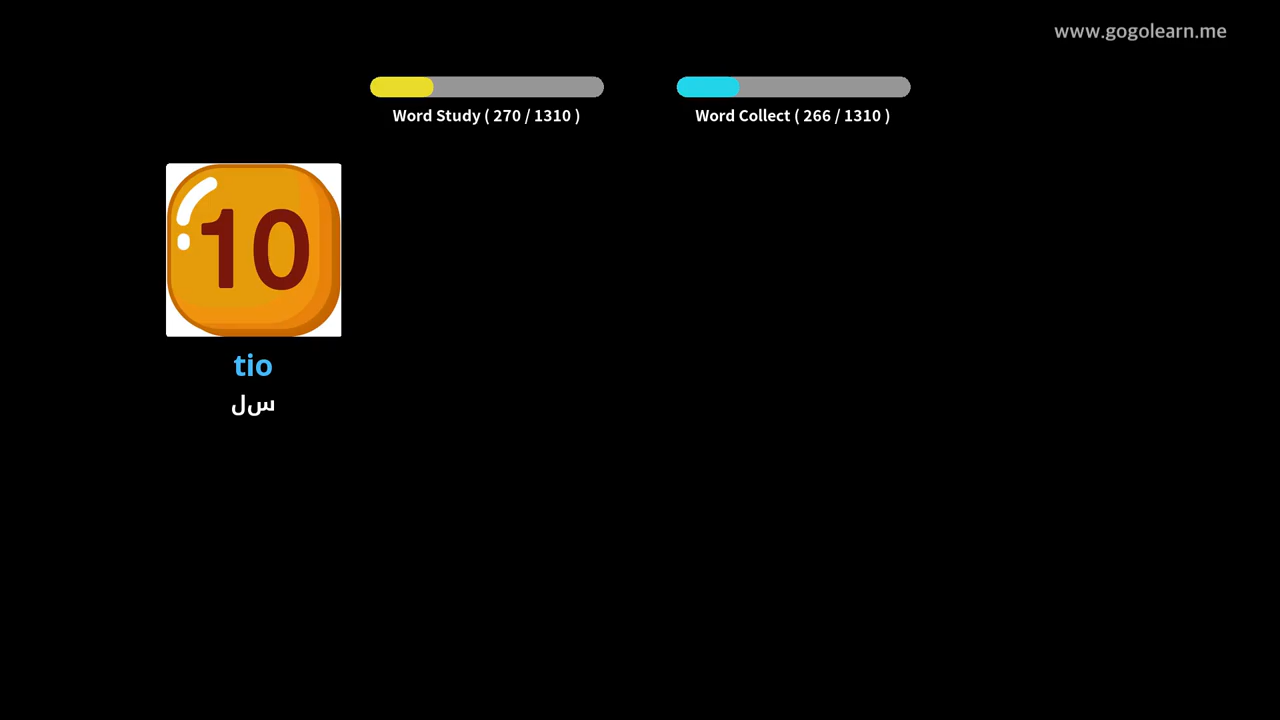 www.gogolearn.me
Word Study ( 270 / 1310 )
Word Collect ( 266 / 1310 )
10
tio
سل